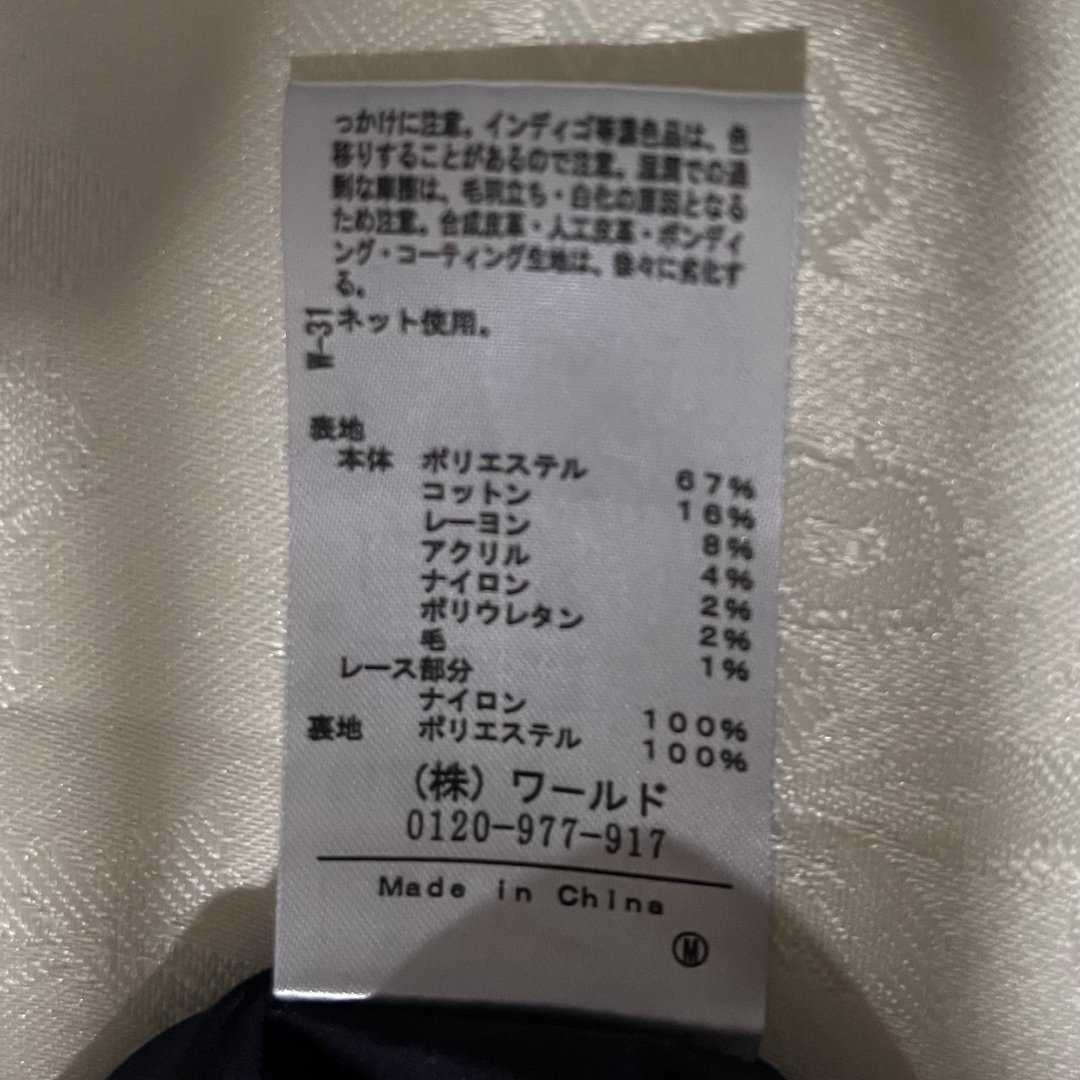 っかけに注意。インディゴ等濃色品は、色
移りすることがあるので注意。湿潤での過
剰な摩擦は、毛羽立ち・白化の原因となる
ため注意。合成皮革・人工皮革・ボンディ
ング・コーティング生地は、徐々に劣化す
る。
ネット使用。
W-31
表地
本体 ポリエステル 67%
コットン 16%
レーヨン 8%
アクリル 4%
ナイロン 2%
ポリウレタン 2%
毛 1%
レース部分
ナイロン 100%
裏地 ポリエステル 100%
(株) ワールド
0120-977-917
Made in China
Ⓜ